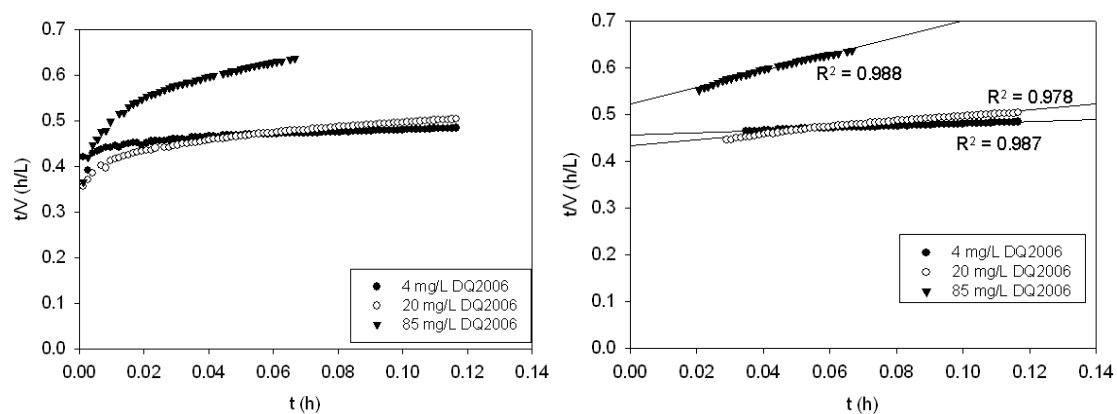 0.7
0.6
0.5
0.4
0.3
0.2
0.1
0.0
t/V (h/L)
4 mg/L DQ2006
20 mg/L DQ2006
85 mg/L DQ2006
0.00 0.02 0.04 0.06 0.08 0.10 0.12 0.14
t (h)
0.7
0.6
0.5
0.4
0.3
0.2
0.1
0.0
t/V (h/L)
R² = 0.988
R² = 0.978
R² = 0.987
4 mg/L DQ2006
20 mg/L DQ2006
85 mg/L DQ2006
0.00 0.02 0.04 0.06 0.08 0.10 0.12 0.14
t (h)